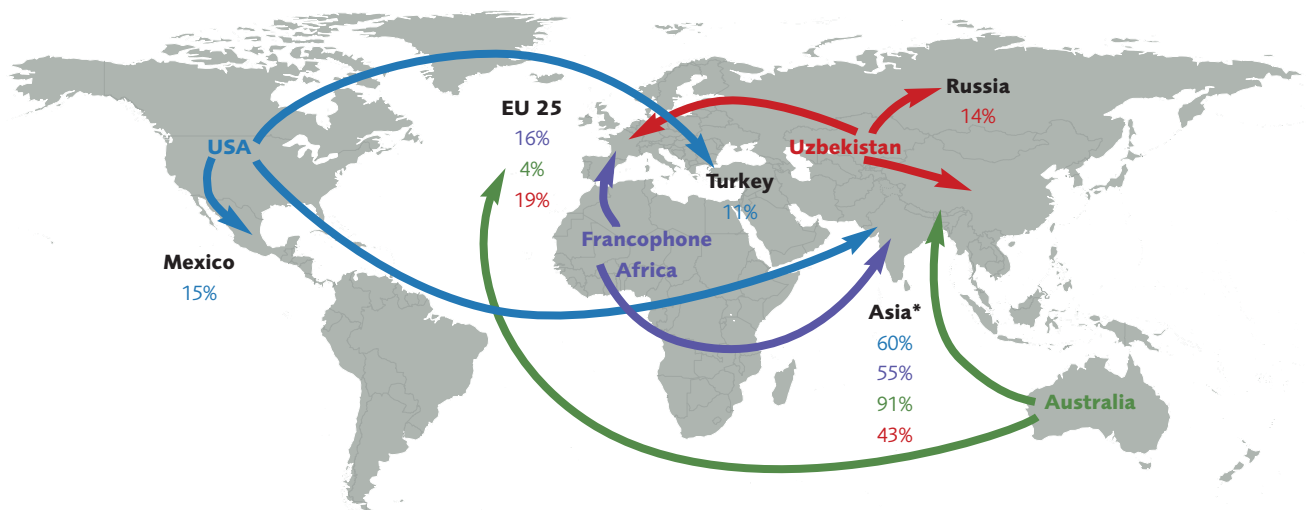 USA
Mexico
15%
EU 25
16%
4%
19%
Turkey
11%
Francophone
Africa
Uzbekistan
Russia
14%
Asia*
60%
55%
91%
43%
Australia